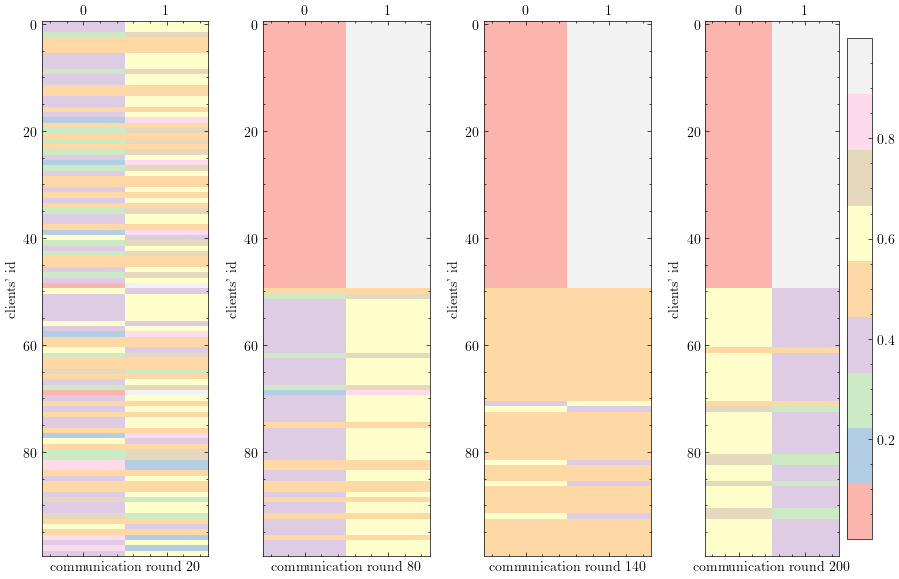 0 1 0 1 0 1 0 1
0 0 0 0
20 20 20 20
40 40 40 40
60 60 60 60
80 80 80 80
clients' id clients' id clients' id clients' id
0.8
0.6
0.4
0.2
communication round 20 communication round 80 communication round 140 communication round 200